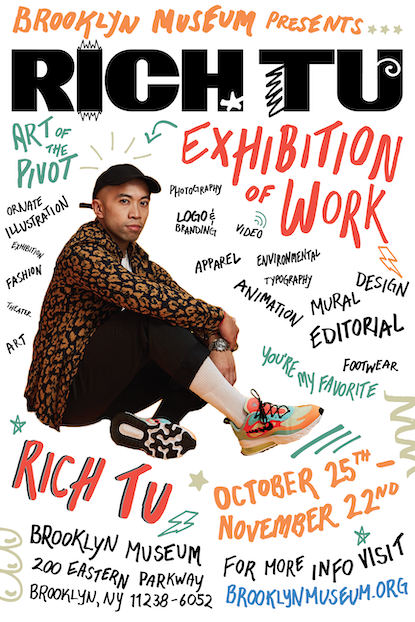 BROOKLYN MUSEUM PRESENTS
RICH TU
ART OF THE PIVOT
EXHIBITION
OF WORK
PHOTOGRAPHY
ORNATE
ILLUSTRATION
LOGO &
BRANDING
VIDEO
EXHIBITION
APPAREL
ENVIRONMENTAL
TYPOGRAPHY
FASHION
ANIMATION
DESIGN
MURAL
THEATER
EDITORIAL
ART
YOU'RE
MY FAVORITE
FOOTWEAR
RICH TU
OCTOBER 25TH –
NOVEMBER 22ND
BROOKLYN MUSEUM
200 EASTERN PARKWAY
BROOKLYN, NY 11238-6052
FOR MORE INFO VISIT
BROOKLYNMUSEUM.ORG